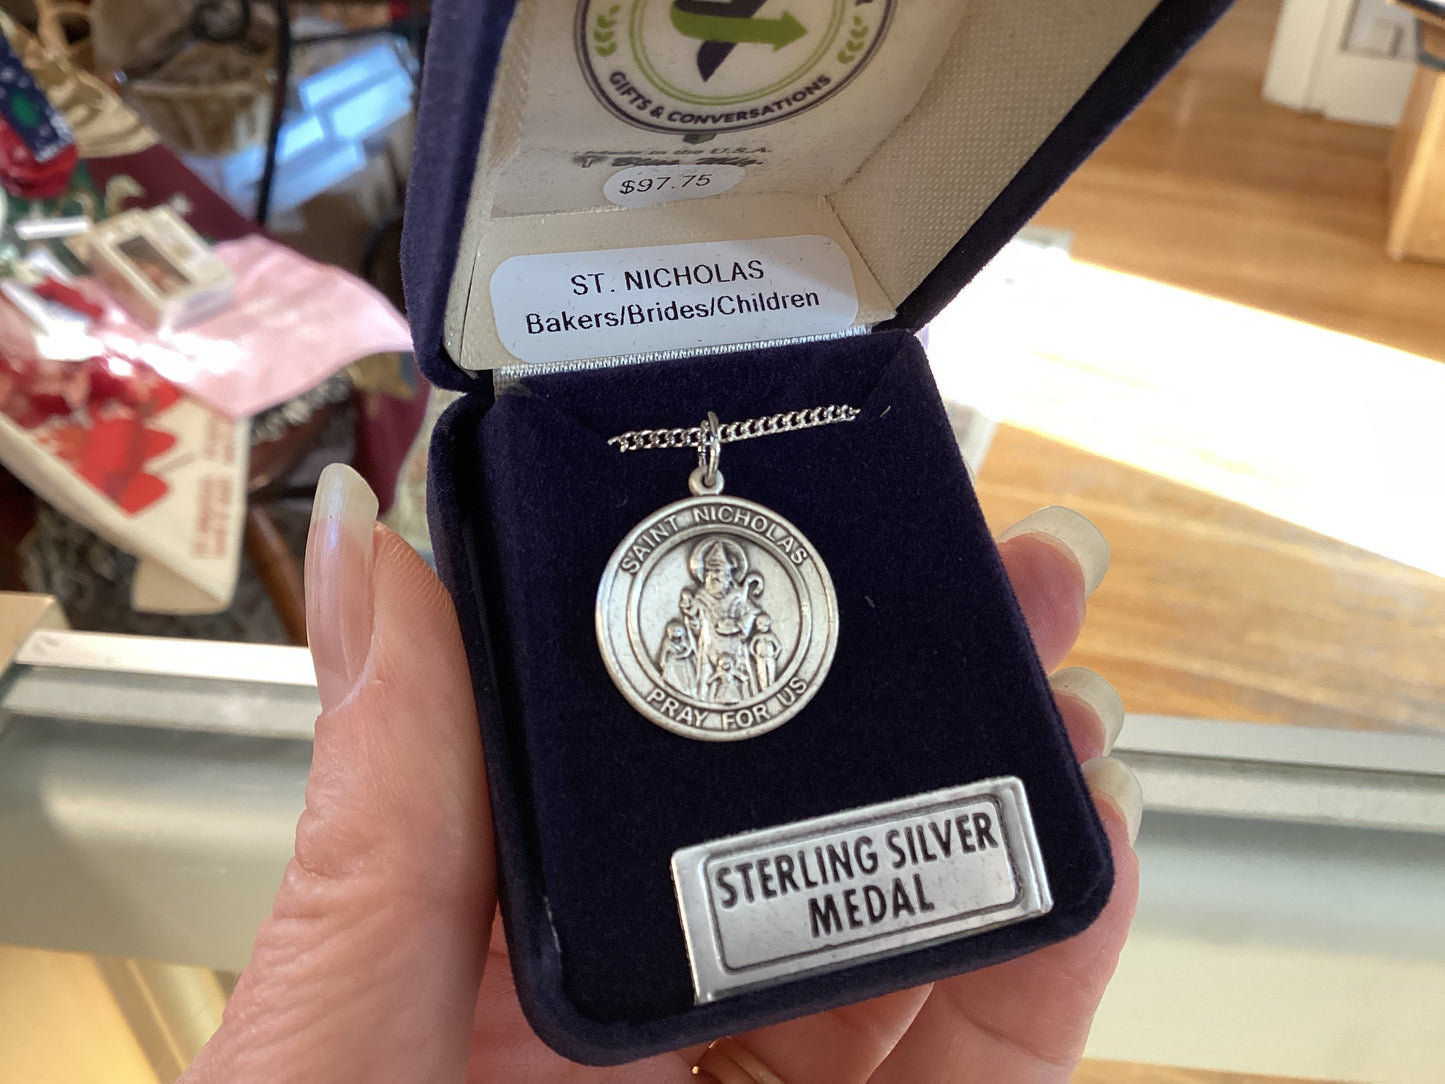 GIFTS & CONVERSATIONS
Made in the U.S.A.
$97.75
ST. NICHOLAS
Bakers/Brides/Children
SAINT NICHOLAS
PRAY FOR US
STERLING SILVER
MEDAL